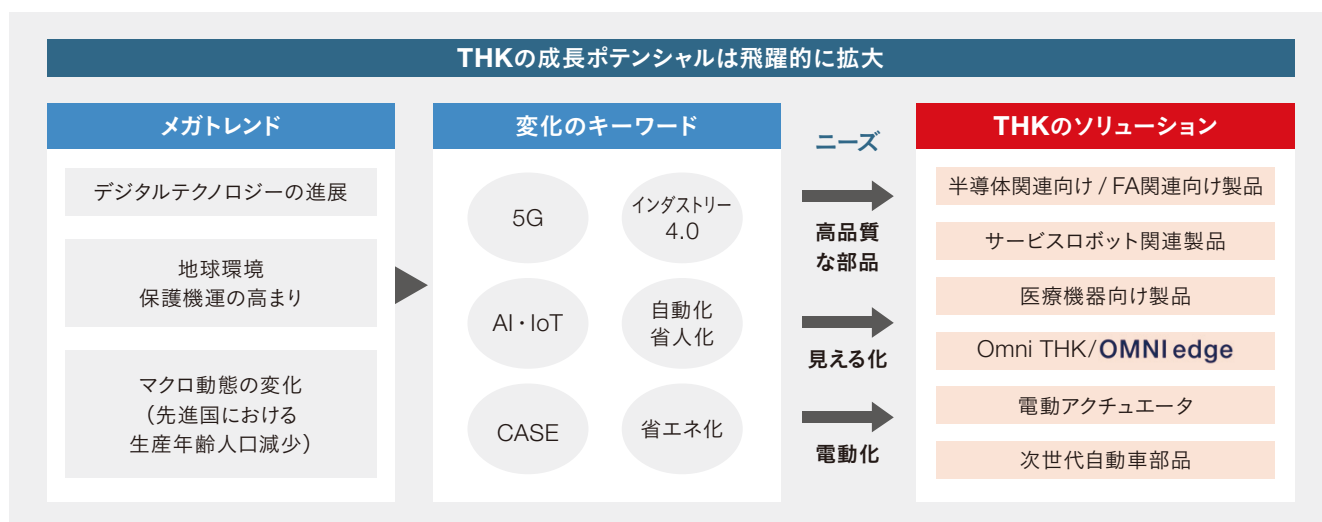 THKの成長ポテンシャルは飛躍的に拡大
メガトレンド
デジタルテクノロジーの進展
地球環境
保護機運の高まり
マクロ動態の変化
（先進国における
生産年齢人口減少）
変化のキーワード
5G
インダストリー
4.0
AI・IoT
自動化
省人化
CASE
省エネ化
ニーズ
高品質
な部品
見える化
電動化
THKのソリューション
半導体関連向け / FA関連向け製品
サービスロボット関連製品
医療機器向け製品
Omni THK/OMNI edge
電動アクチュエータ
次世代自動車部品